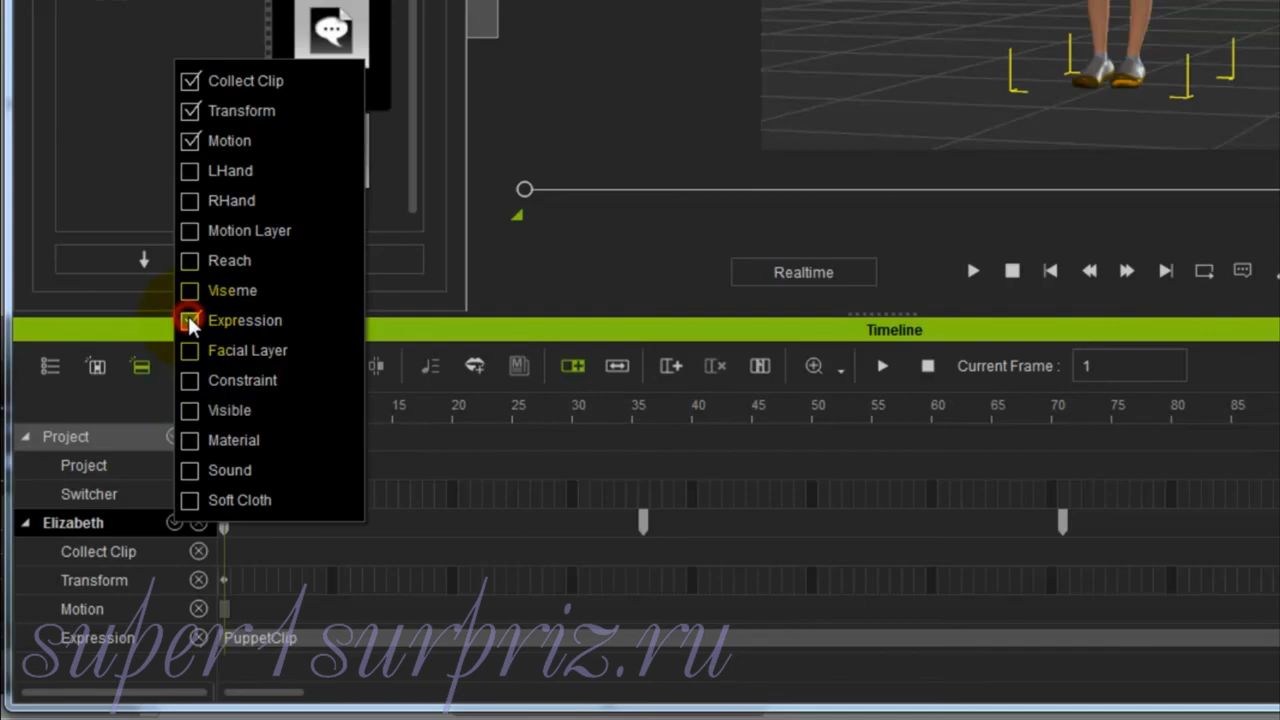 Collect Clip
Transform
Motion
LHand
RHand
Motion Layer
Reach
Viseme
Expression
Facial Layer
Constraint
Visible
Material
Sound
Soft Cloth
Realtime
Timeline
Current Frame : 1
15 20 25 30 35 40 45 50 55 60 65 70 75 80 85
Project
Project
Switcher
Elizabeth
Collect Clip
Transform
Motion
Expression PuppetClip
super1surpriz.ru